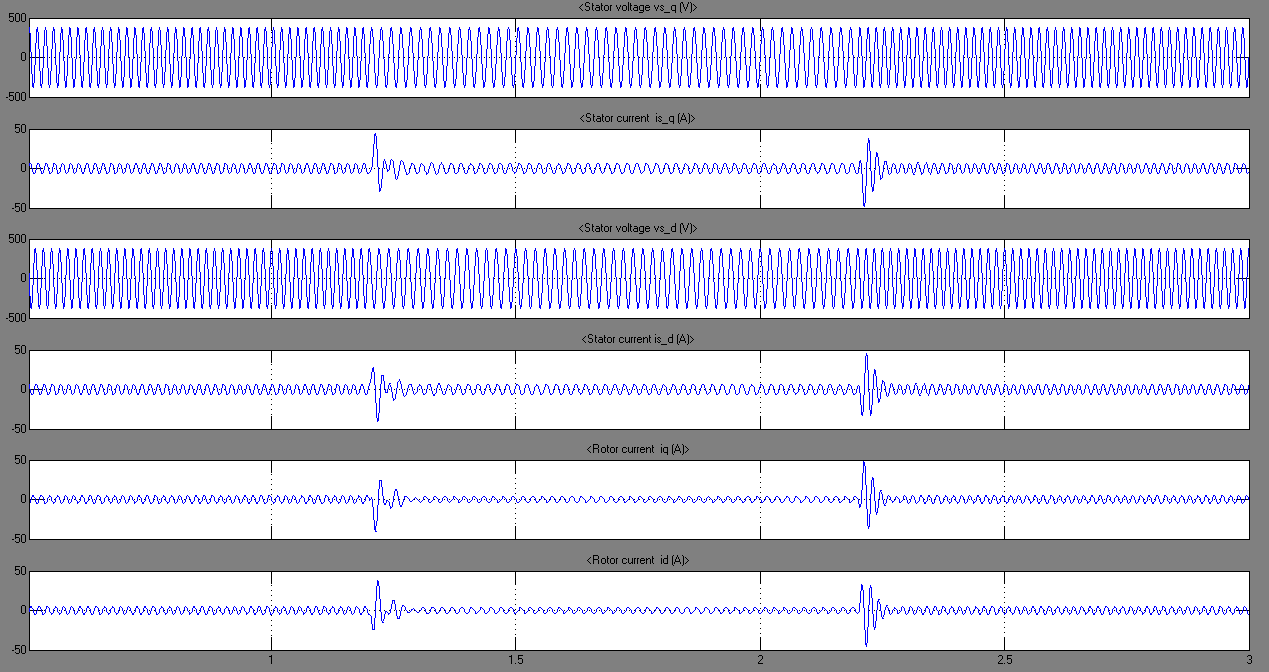 <Stator voltage vs_q (V)>
500
0
-500
<Stator current is_q (A)>
50
0
-50
<Stator voltage vs_d (V)>
500
0
-500
<Stator current is_d (A)>
50
0
-50
<Rotor current iq (A)>
50
0
-50
<Rotor current id (A)>
50
0
-50
1 1.5 2 2.5 3